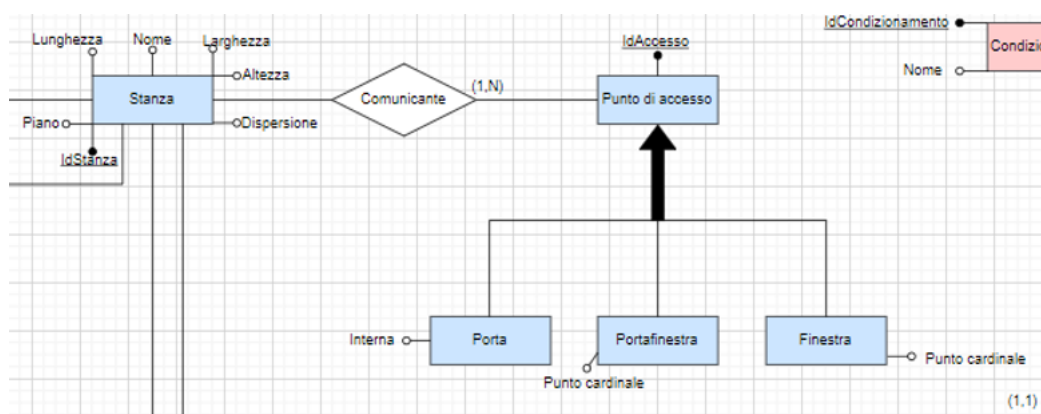 IdCondizionamento
Lunghezza
Nome
Larghezza
IdAccesso
Condizio
Altezza
Nome
Stanza
Comunicante
(1,N)
Punto di accesso
Piano
Dispersione
IdStanza
Interna
Porta
Portafinestra
Finestra
Punto cardinale
Punto cardinale
(1,1)